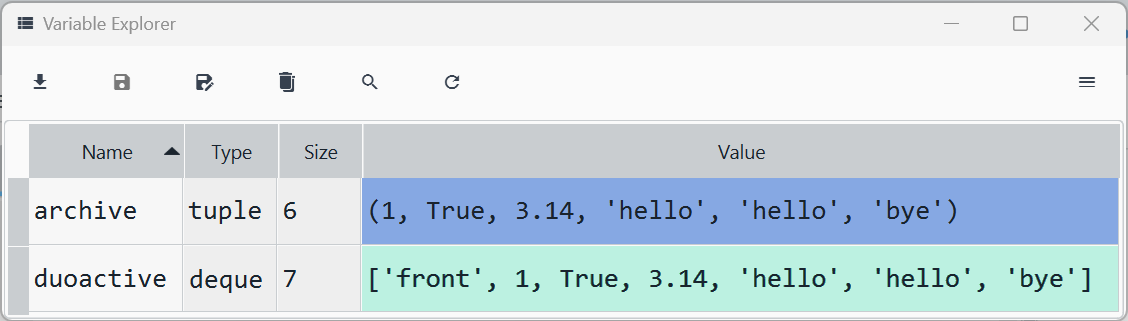 Variable Explorer
Name Type Size Value
archive tuple 6 (1, True, 3.14, 'hello', 'hello', 'bye')
duoactive deque 7 ['front', 1, True, 3.14, 'hello', 'hello', 'bye']